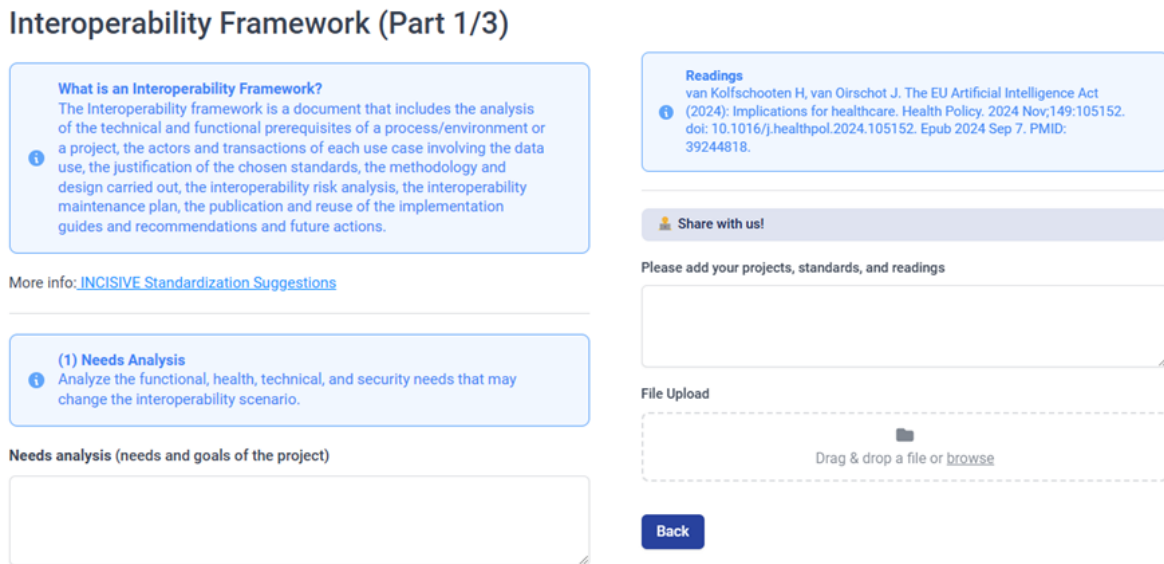 Interoperability Framework (Part 1/3)
What is an Interoperability Framework?
The Interoperability framework is a document that includes the analysis
of the technical and functional prerequisites of a process/environment or
a project, the actors and transactions of each use case involving the data
use, the justification of the chosen standards, the methodology and
design carried out, the interoperability risk analysis, the interoperability
maintenance plan, the publication and reuse of the implementation
guides and recommendations and future actions.
More info: INCISIVE Standardization Suggestions
(1) Needs Analysis
Analyze the functional, health, technical, and security needs that may
change the interoperability scenario.
Needs analysis (needs and goals of the project)
Readings
van Kolfschooten H, van Oirschot J. The EU Artificial Intelligence Act
(2024): Implications for healthcare. Health Policy. 2024 Nov;149:105152.
doi: 10.1016/j.healthpol.2024.105152. Epub 2024 Sep 7. PMID:
39244818.
Share with us!
Please add your projects, standards, and readings
File Upload
Drag & drop a file or browse
Back